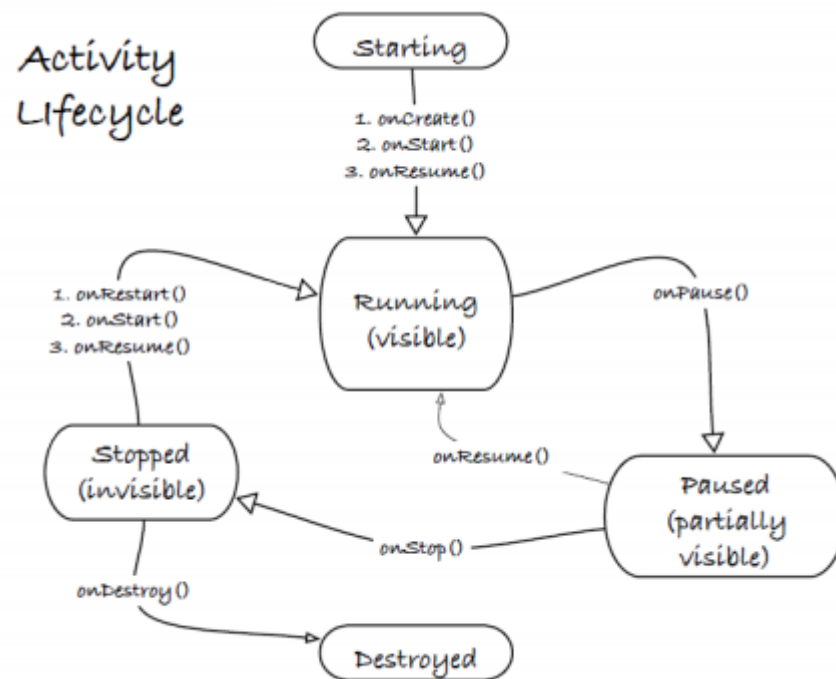 Activity
LIfecycle
Starting
1. onCreate()
2. onStart()
3. onResume()
Running
(visible)
onPause()
1. onRestart()
2. onStart()
3. onResume()
onResume()
Stopped
(invisible)
Paused
(partially
visible)
onStop()
onDestroy()
Destroyed